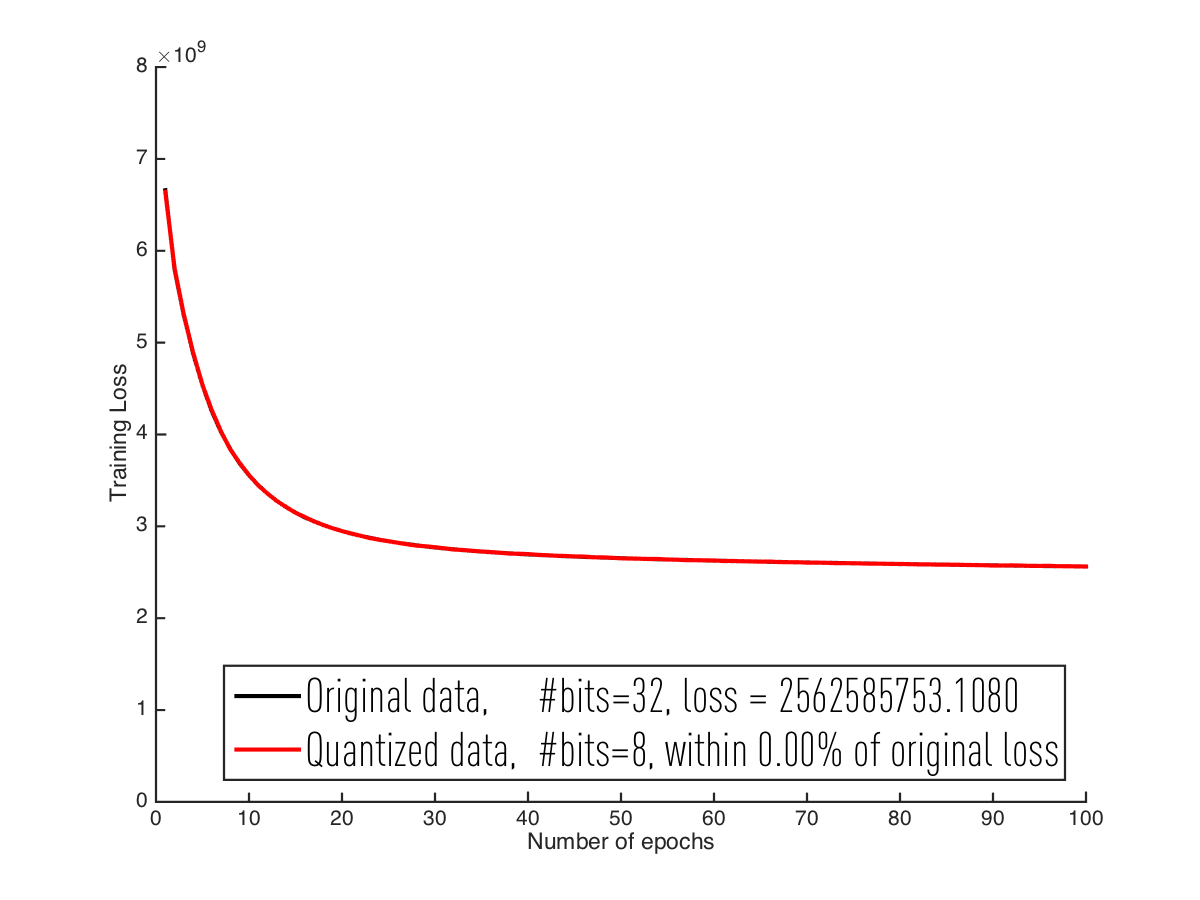 ×10^9
8
7
6
5
4
3
2
1
0
Training Loss
Original data, #bits=32, loss = 2562585753.1080
Quantized data, #bits=8, within 0.00% of original loss
0 10 20 30 40 50 60 70 80 90 100
Number of epochs